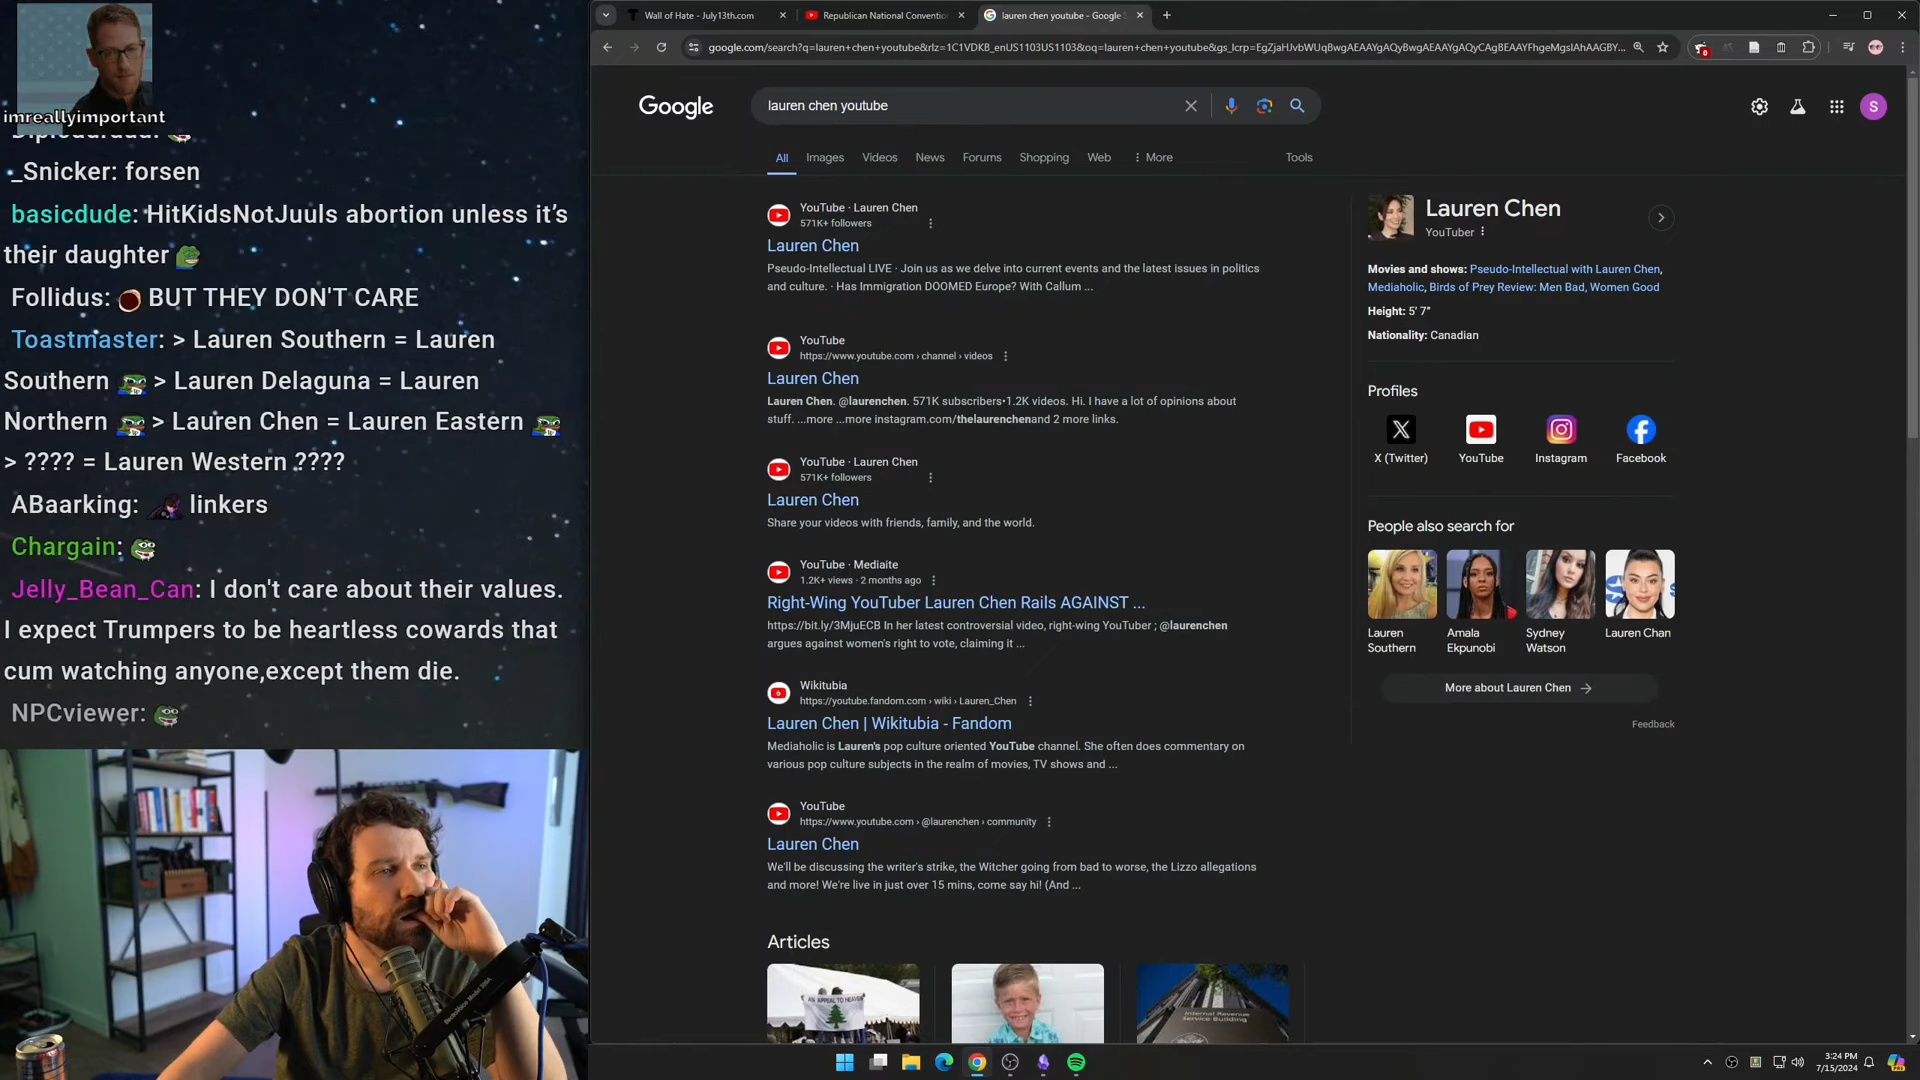 imreallyimportant
_Snicker: forsen
basicdude: HitKidsNotJuuls abortion unless it's
their daughter
Follidus: BUT THEY DON'T CARE
Toastmaster: > Lauren Southern = Lauren
Southern > Lauren Delaguna = Lauren
Northern > Lauren Chen = Lauren Eastern
> ???? = Lauren Western ????
ABaarking: linkers
Chargain:
Jelly_Bean_Can: I don't care about their values.
I expect Trumpers to be heartless cowards that
cum watching anyone,except them die.
NPCviewer:
Wall of Hate - July13th.com
Republican National Conventio
lauren chen youtube - Google S
google.com/search?q=lauren+chen+youtube&rlz=1C1VDKB_enUS1103US1103&oq=lauren+chen+youtube&gs_lcrp=EgZjaHJvbWUqBwgAEAAYgAQyBwgAEAAYgAQyCAgBEAAYFhgeMgsIAhAAGBY...
0
Google
lauren chen youtube
S
All
Images
Videos
News
Forums
Shopping
Web
More
Tools
YouTube · Lauren Chen
571K+ followers
Lauren Chen
Pseudo-Intellectual LIVE · Join us as we delve into current events and the latest issues in politics
and culture. · Has Immigration DOOMED Europe? With Callum ...
YouTube
https://www.youtube.com › channel › videos
Lauren Chen
Lauren Chen. @laurenchen. 571K subscribers•1.2K videos. Hi. I have a lot of opinions about
stuff. ...more ...more instagram.com/thelaurenchenand 2 more links.
YouTube · Lauren Chen
571K+ followers
Lauren Chen
Share your videos with friends, family, and the world.
YouTube · Mediaite
1.2K+ views · 2 months ago
Right-Wing YouTuber Lauren Chen Rails AGAINST ...
https://bit.ly/3MjuECB In her latest controversial video, right-wing YouTuber ; @laurenchen
argues against women's right to vote, claiming it ...
Wikitubia
https://youtube.fandom.com › wiki › Lauren_Chen
Lauren Chen | Wikitubia - Fandom
Mediaholic is Lauren's pop culture oriented YouTube channel. She often does commentary on
various pop culture subjects in the realm of movies, TV shows and ...
YouTube
https://www.youtube.com › @laurenchen › community
Lauren Chen
We'll be discussing the writer's strike, the Witcher going from bad to worse, the Lizzo allegations
and more! We're live in just over 15 mins, come say hi! (And ...
Articles
AN APPEAL TO HEAVEN
Internal Revenue
Service Building
Lauren Chen
YouTuber
Movies and shows: Pseudo-Intellectual with Lauren Chen,
Mediaholic, Birds of Prey Review: Men Bad, Women Good
Height: 5' 7"
Nationality: Canadian
Profiles
X (Twitter)
YouTube
Instagram
Facebook
People also search for
Lauren
Southern
Amala
Ekpunobi
Sydney
Watson
Lauren Chan
More about Lauren Chen
Feedback
3:24 PM
7/15/2024